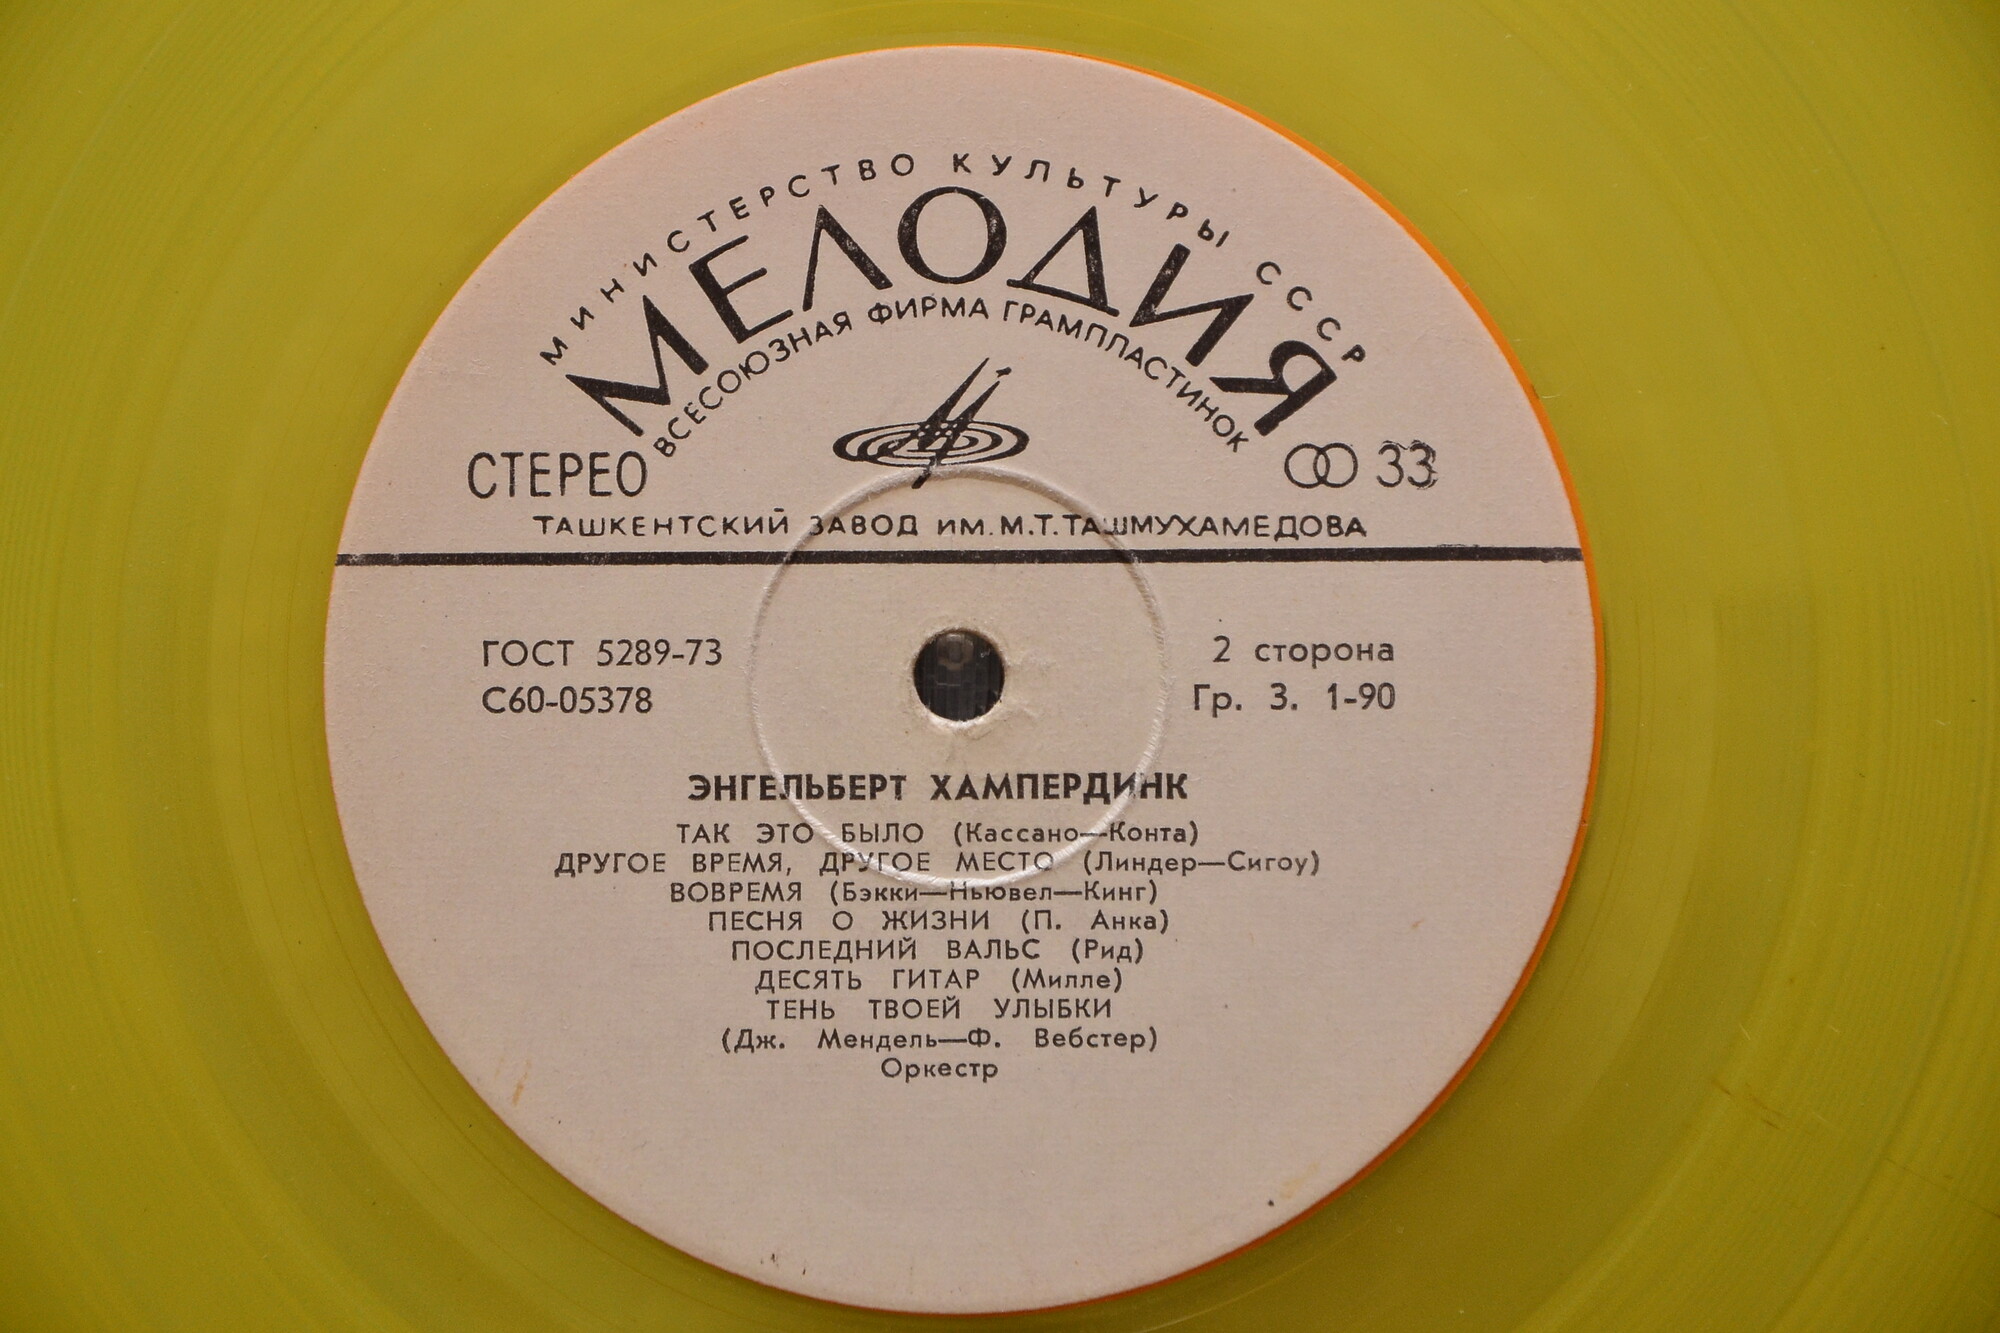 МИНИСТЕРСТВО КУЛЬТУРЫ СССР
МЕЛОДИЯ
ВСЕСОЮЗНАЯ ФИРМА ГРАМПЛАСТИНОК
СТЕРЕО 33
ТАШКЕНТСКИЙ ЗАВОД им. М.Т. ТАШМУХАМЕДОВА
ГОСТ 5289-73 2 сторона
С60-05378 Гр. 3. 1-90
ЭНГЕЛЬБЕРТ ХАМПЕРДИНК
ТАК ЭТО БЫЛО (Кассано—Конта)
ДРУГОЕ ВРЕМЯ, ДРУГОЕ МЕСТО (Линдер—Сигоу)
ВОВРЕМЯ (Бэкки—Ньювел—Кинг)
ПЕСНЯ О ЖИЗНИ (П. Анка)
ПОСЛЕДНИЙ ВАЛЬС (Рид)
ДЕСЯТЬ ГИТАР (Милле)
ТЕНЬ ТВОЕЙ УЛЫБКИ
(Дж. Мендель—Ф. Вебстер)
Оркестр